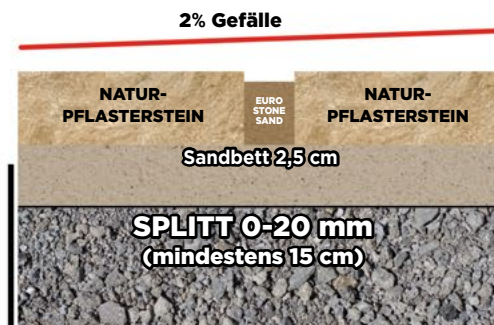 2% Gefälle
NATUR-
PFLASTERSTEIN
EURO
STONE
SAND
NATUR-
PFLASTERSTEIN
Sandbett 2,5 cm
SPLITT 0-20 mm
(mindestens 15 cm)